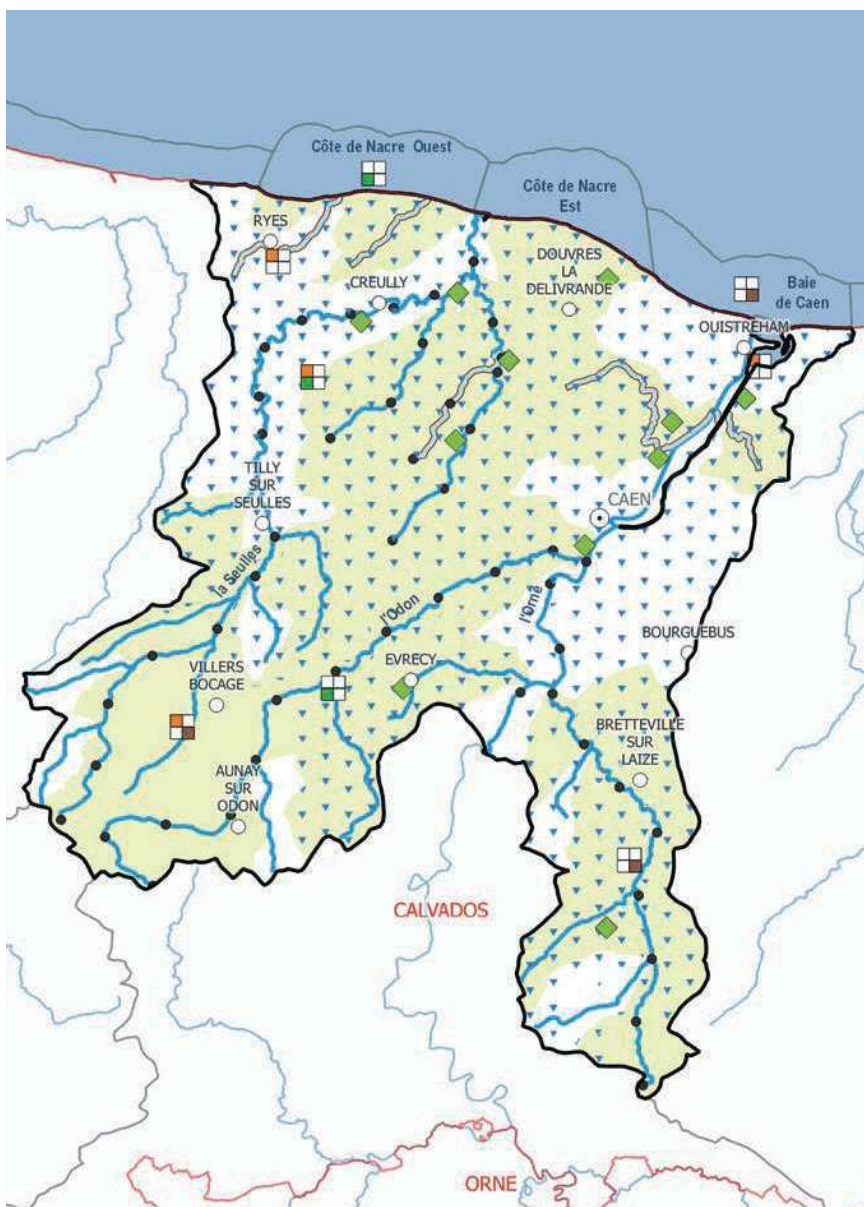 Côte de Nacre Ouest
Côte de Nacre
Est
RYES
DOUVRES
LA
DELIVRANDE
Baie
de Caen
CREULLY
OUISTREHAM
TILLY
SUR
SEULLES
CAEN
la Seulles
l'Odon
l'Orne
BOURGUEBUS
EVRECY
VILLERS
BOCAGE
BRETTEVILLE
SUR
LAIZE
AUNAY
SUR
ODON
CALVADOS
ORNE